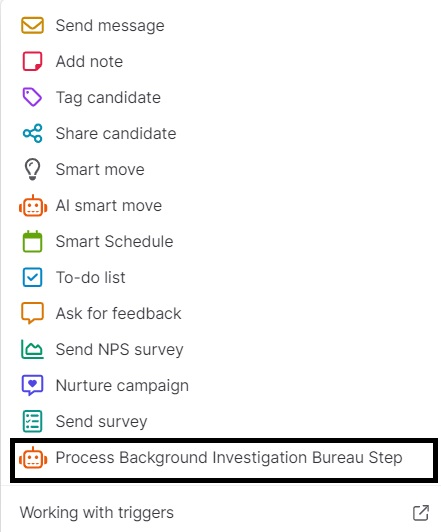 Send message
Add note
Tag candidate
Share candidate
Smart move
AI smart move
Smart Schedule
To-do list
Ask for feedback
Send NPS survey
Nurture campaign
Send survey
Process Background Investigation Bureau Step
Working with triggers